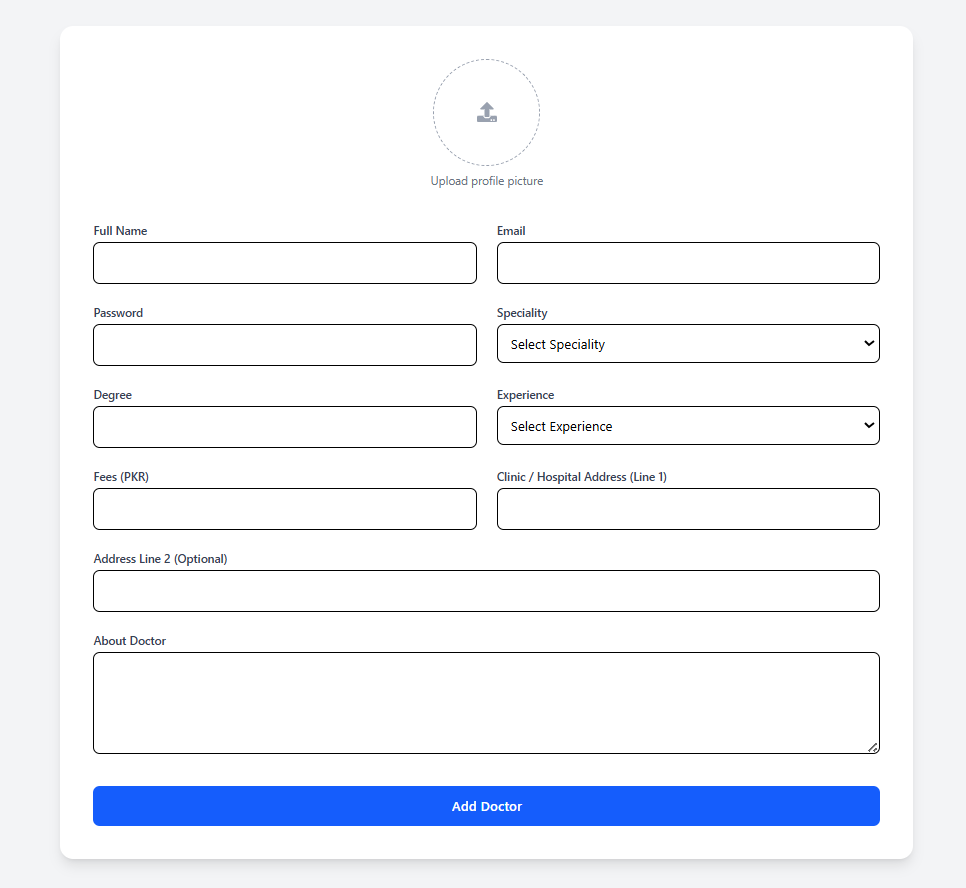 Upload profile picture
Full Name
Email
Password
Speciality
Select Speciality
Degree
Experience
Select Experience
Fees (PKR)
Clinic / Hospital Address (Line 1)
Address Line 2 (Optional)
About Doctor
Add Doctor